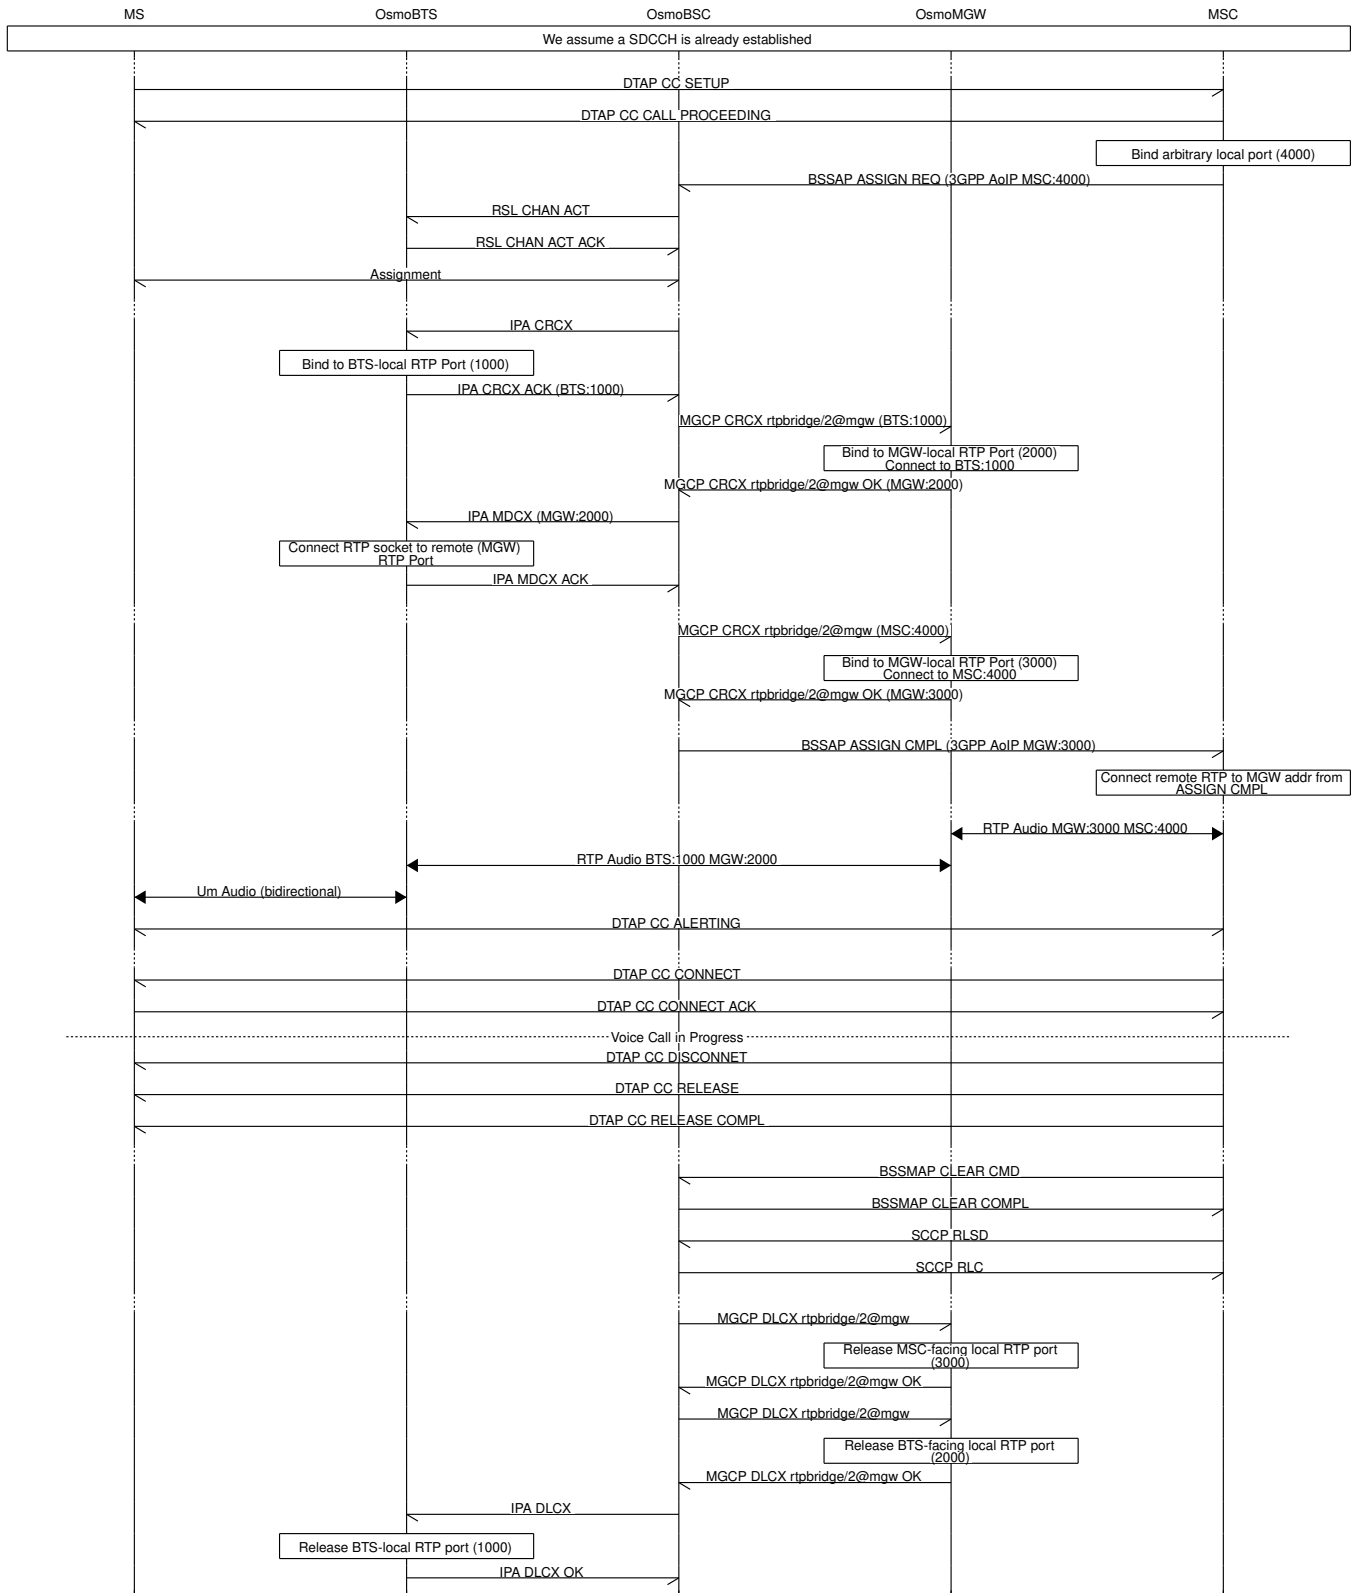 MS OsmoBTS OsmoBSC OsmoMGW MSC
We assume a SDCCH is already established
DTAP CC SETUP
DTAP CC CALL PROCEEDING
Bind arbitrary local port (4000)
BSSAP ASSIGN REQ (3GPP AoIP MSC:4000)
RSL CHAN ACT
RSL CHAN ACT ACK
Assignment
IPA CRCX
Bind to BTS-local RTP Port (1000)
IPA CRCX ACK (BTS:1000)
MGCP CRCX rtpbridge/2@mgw (BTS:1000)
Bind to MGW-local RTP Port (2000)
Connect to BTS:1000
MGCP CRCX rtpbridge/2@mgw OK (MGW:2000)
IPA MDCX (MGW:2000)
Connect RTP socket to remote (MGW)
RTP Port
IPA MDCX ACK
MGCP CRCX rtpbridge/2@mgw (MSC:4000)
Bind to MGW-local RTP Port (3000)
Connect to MSC:4000
MGCP CRCX rtpbridge/2@mgw OK (MGW:3000)
BSSAP ASSIGN CMPL (3GPP AoIP MGW:3000)
Connect remote RTP to MGW addr from
ASSIGN CMPL
RTP Audio MGW:3000 MSC:4000
RTP Audio BTS:1000 MGW:2000
Um Audio (bidirectional)
DTAP CC ALERTING
DTAP CC CONNECT
DTAP CC CONNECT ACK
Voice Call in Progress
DTAP CC DISCONNET
DTAP CC RELEASE
DTAP CC RELEASE COMPL
BSSMAP CLEAR CMD
BSSMAP CLEAR COMPL
SCCP RLSD
SCCP RLC
MGCP DLCX rtpbridge/2@mgw
Release MSC-facing local RTP port
(3000)
MGCP DLCX rtpbridge/2@mgw OK
MGCP DLCX rtpbridge/2@mgw
Release BTS-facing local RTP port
(2000)
MGCP DLCX rtpbridge/2@mgw OK
IPA DLCX
Release BTS-local RTP port (1000)
IPA DLCX OK